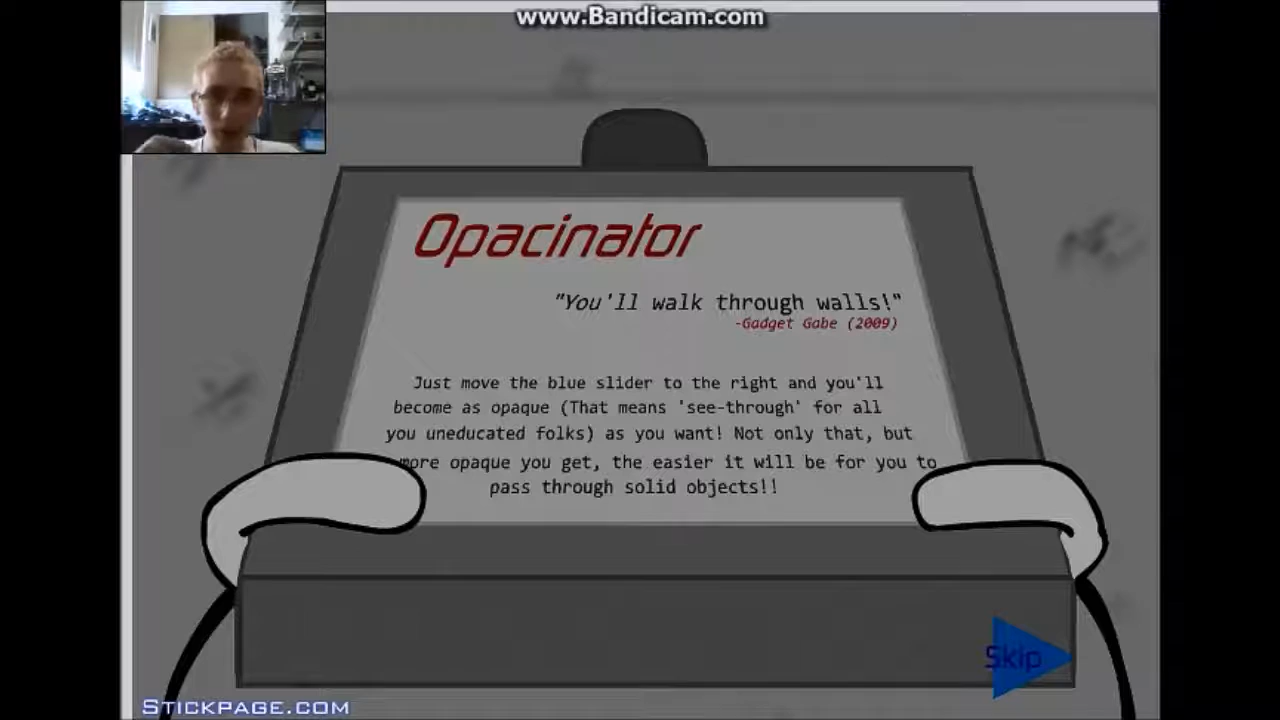 www.Bandicam.com
Opacinator
"You'll walk through walls!"
-Gadget Gabe (2009)
Just move the blue slider to the right and you'll
become as opaque (That means 'see-through' for all
you uneducated folks) as you want! Not only that, but
more opaque you get, the easier it will be for you to
pass through solid objects!!
Skip
STICKPAGE.COM